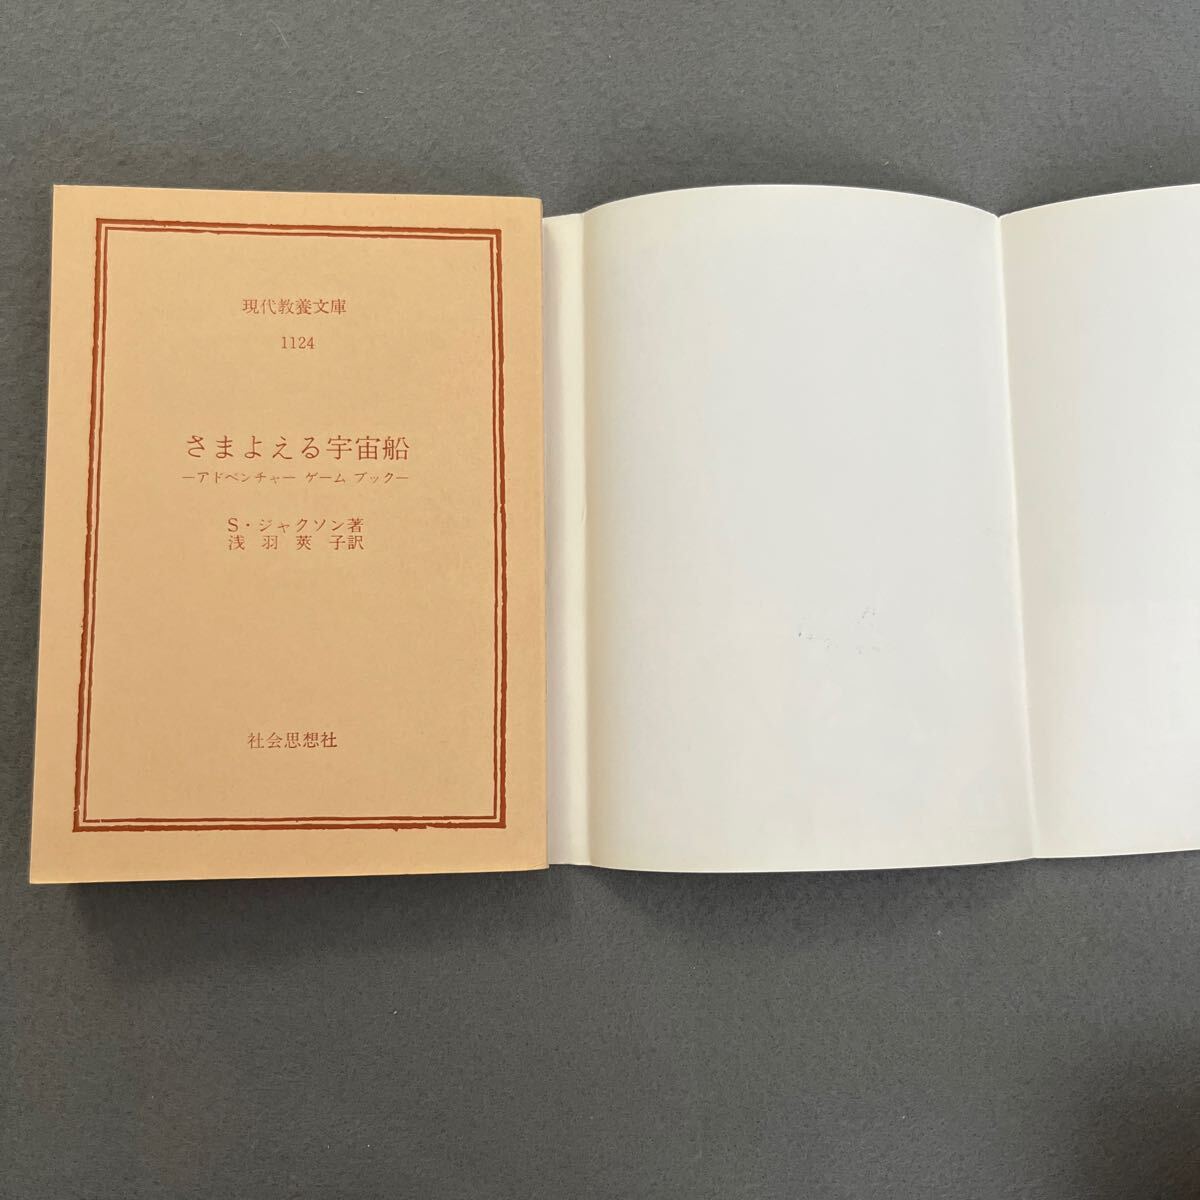 現代教養文庫
1124
さまよえる宇宙船
―アドベンチャー ゲーム ブック―
S・ジャクソン著
浅羽莢子訳
社会思想社